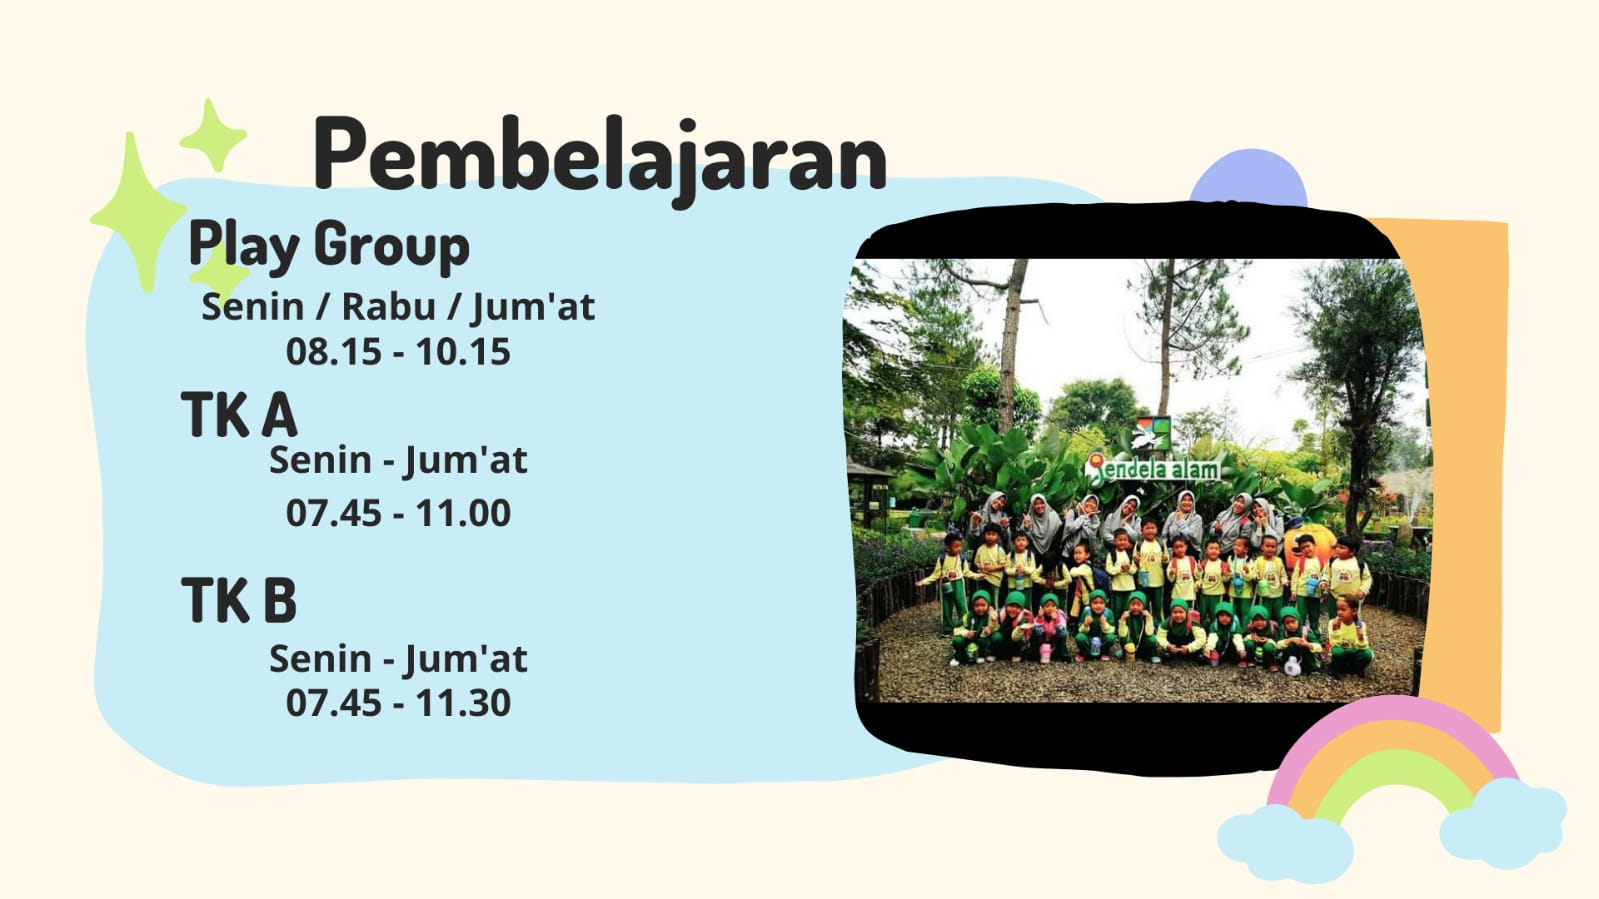 Pembelajaran
Play Group
Senin / Rabu / Jum'at
08.15 - 10.15
TK A
Senin - Jum'at
07.45 - 11.00
TK B
Senin - Jum'at
07.45 - 11.30
Jendela alam